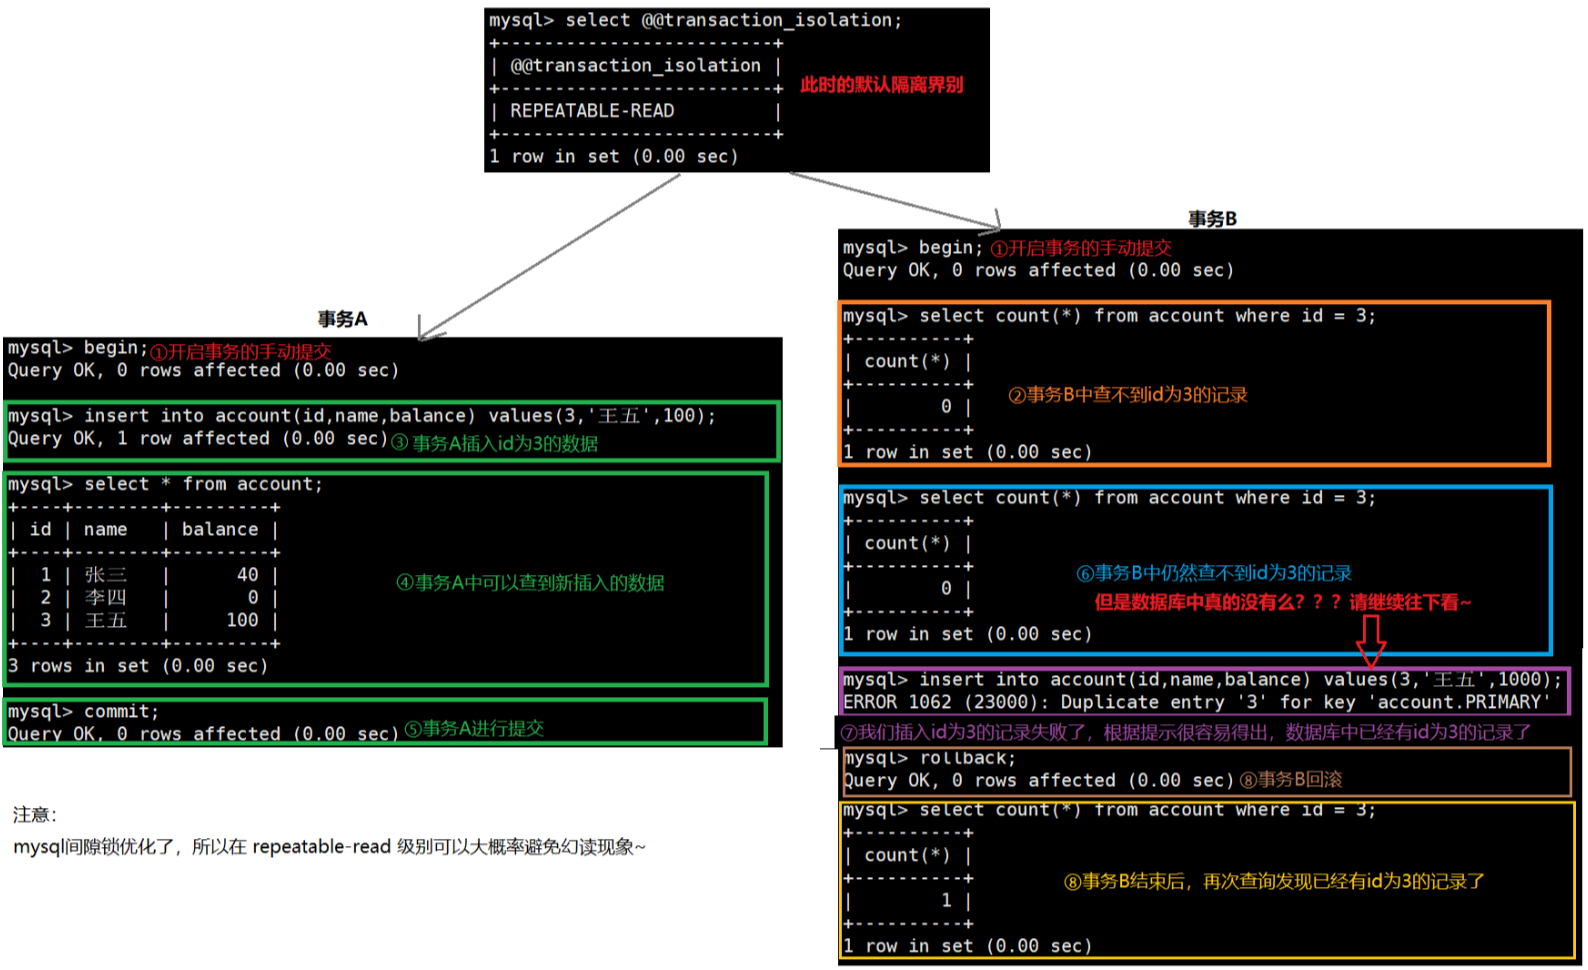 mysql> select @@transaction_isolation;
+-------------------------+
| @@transaction_isolation |
+-------------------------+
| REPEATABLE-READ         |
+-------------------------+
1 row in set (0.00 sec)
此时的默认隔离界别
事务A
mysql> begin;①开启事务的手动提交
Query OK, 0 rows affected (0.00 sec)
mysql> insert into account(id,name,balance) values(3,'王五',100);
Query OK, 1 row affected (0.00 sec)③ 事务A插入id为3的数据
mysql> select * from account;
+----+--------+---------+
| id | name   | balance |
+----+--------+---------+
|  1 | 张三   |      40 |
|  2 | 李四   |       0 |
|  3 | 王五   |     100 |
+----+--------+---------+
3 rows in set (0.00 sec)
④事务A中可以查到新插入的数据
mysql> commit;
Query OK, 0 rows affected (0.00 sec)⑤事务A进行提交
注意：
mysql间隙锁优化了，所以在 repeatable-read 级别可以大概率避免幻读现象~
事务B
mysql> begin; ①开启事务的手动提交
Query OK, 0 rows affected (0.00 sec)
mysql> select count(*) from account where id = 3;
+----------+
| count(*) |
+----------+
|        0 |
+----------+
1 row in set (0.00 sec)
②事务B中查不到id为3的记录
mysql> select count(*) from account where id = 3;
+----------+
| count(*) |
+----------+
|        0 |
+----------+
1 row in set (0.00 sec)
⑥事务B中仍然查不到id为3的记录
但是数据库中真的没有么？？？请继续往下看~
mysql> insert into account(id,name,balance) values(3,'王五',1000);
ERROR 1062 (23000): Duplicate entry '3' for key 'account.PRIMARY'
⑦我们插入id为3的记录失败了，根据提示很容易得出，数据库中已经有id为3的记录了
mysql> rollback;
Query OK, 0 rows affected (0.00 sec)⑧事务B回滚
mysql> select count(*) from account where id = 3;
+----------+
| count(*) |
+----------+
|        1 |
+----------+
1 row in set (0.00 sec)
⑧事务B结束后，再次查询发现已经有id为3的记录了